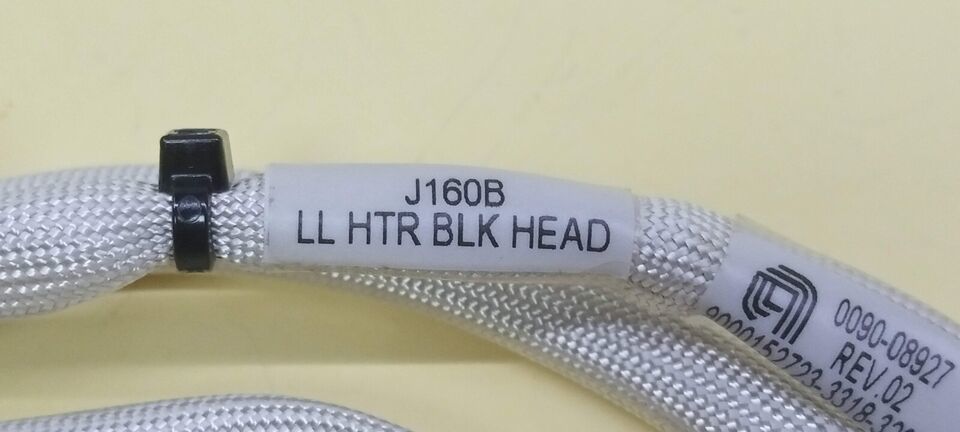 J160B
LL HTR BLK HEAD
0090-08927
REV.02